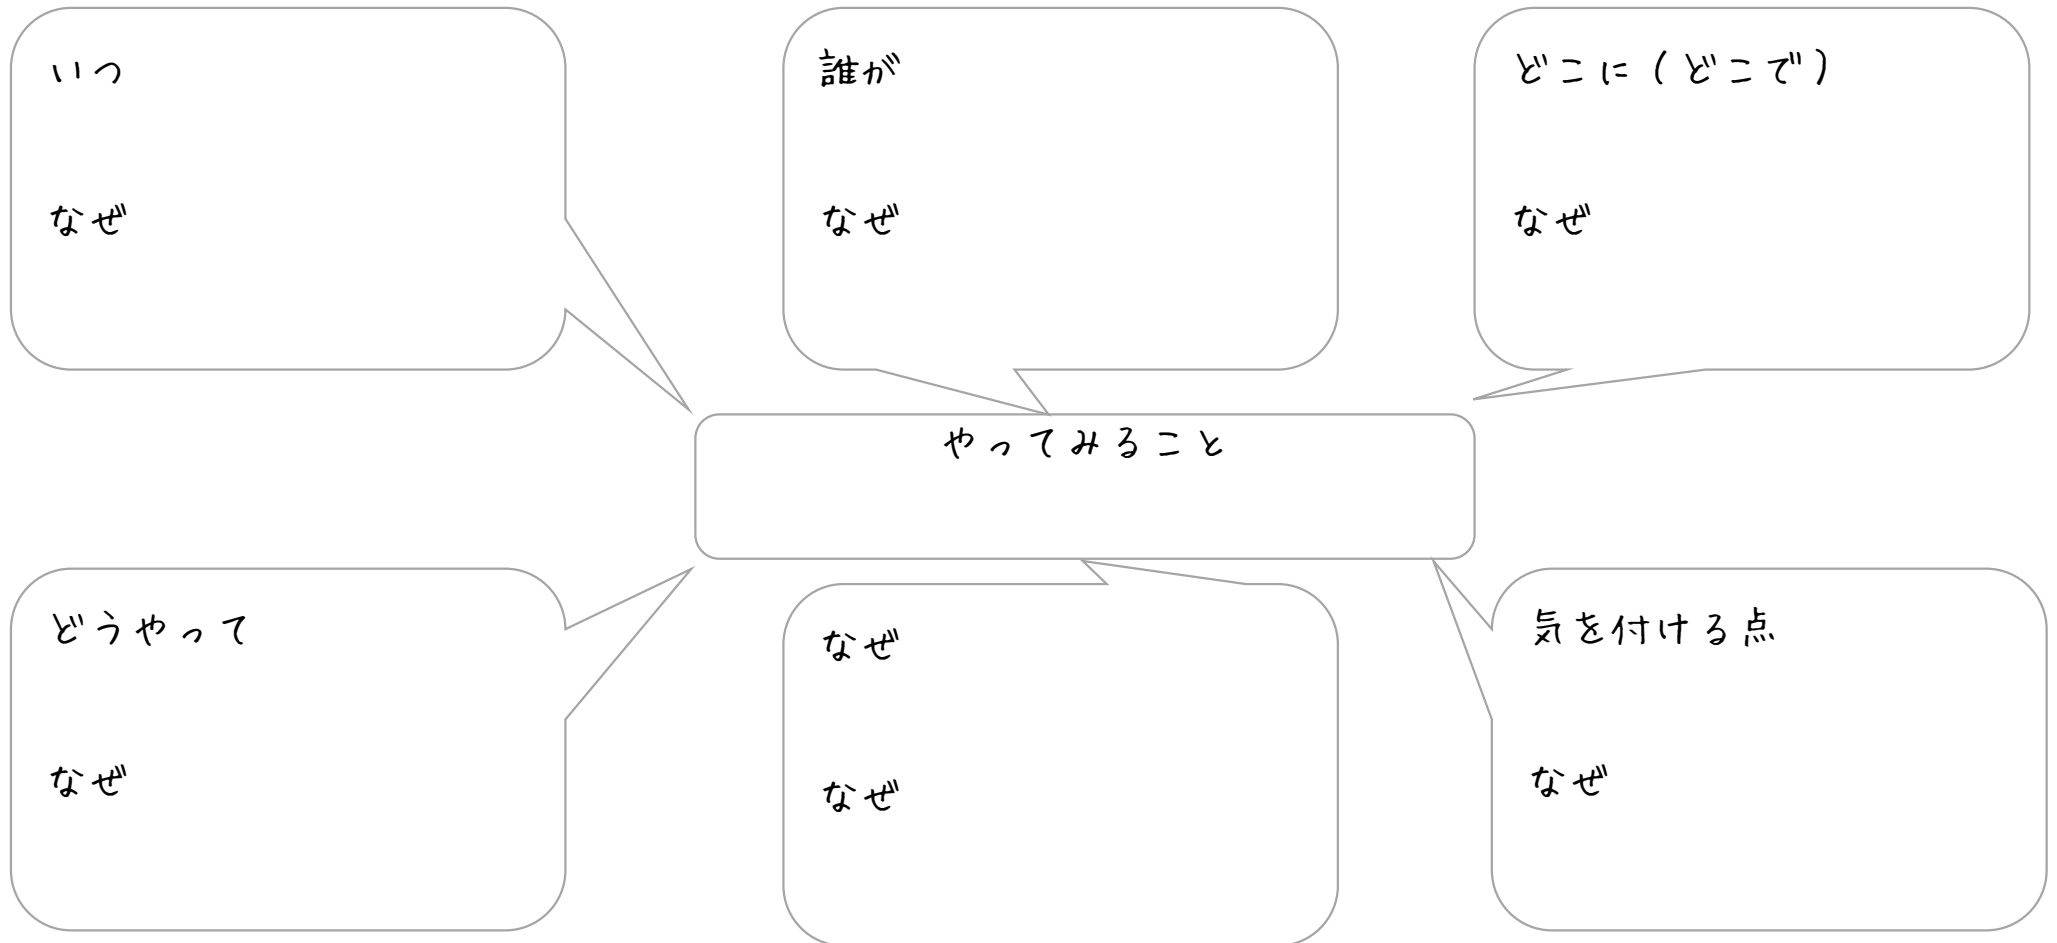 いつ
なぜ
誰が
なぜ
どこに(どこで)
なぜ
やってみること
どうやって
なぜ
なぜ
なぜ
気を付ける点
なぜ